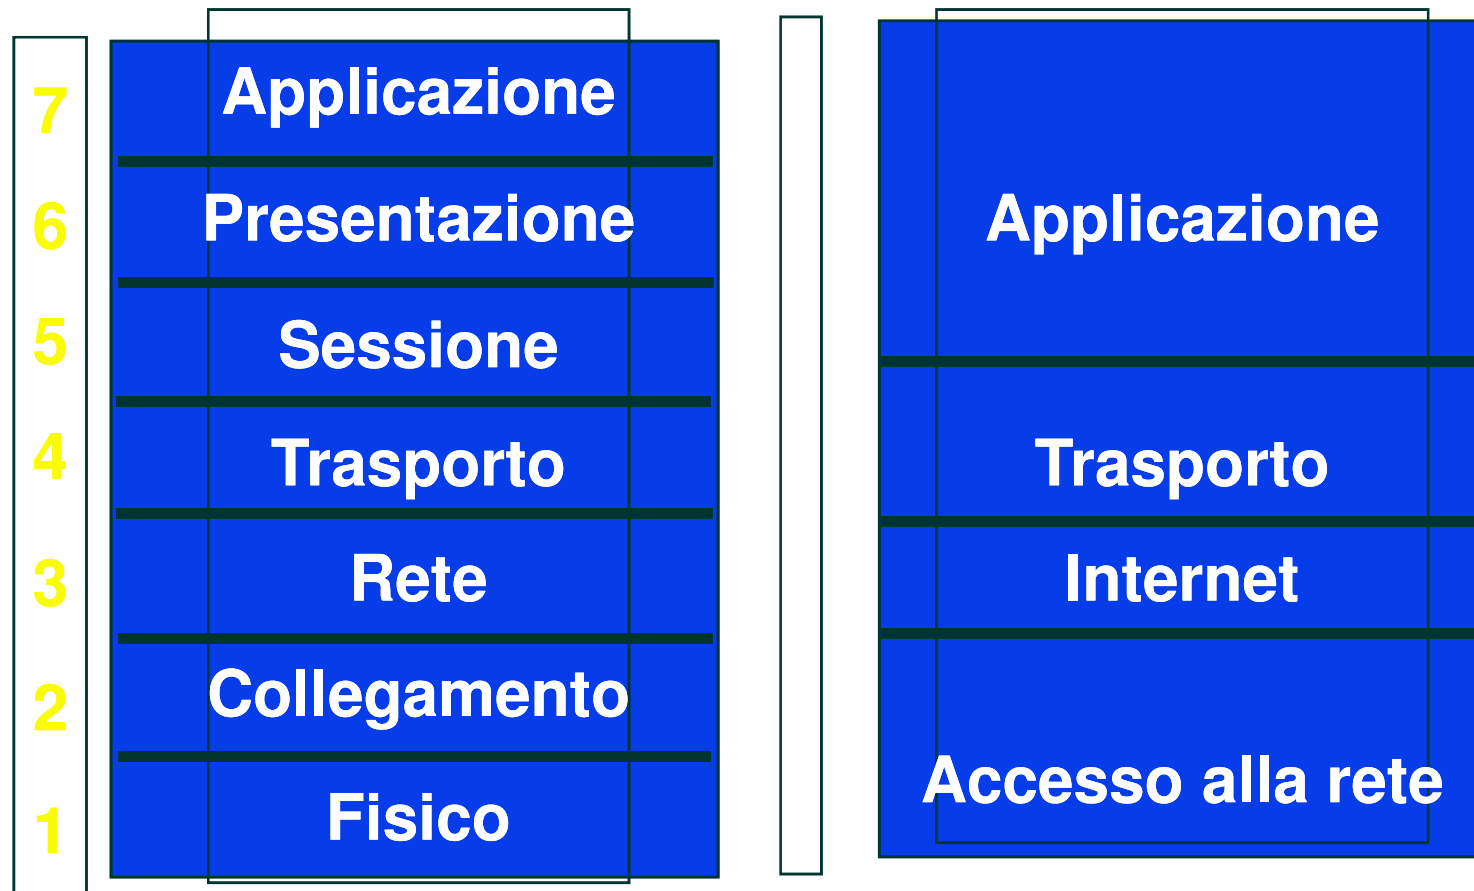 7
Applicazione
6
Presentazione
Applicazione
5
Sessione
4
Trasporto
Trasporto
3
Rete
Internet
2
Collegamento
Accesso alla rete
1
Fisico